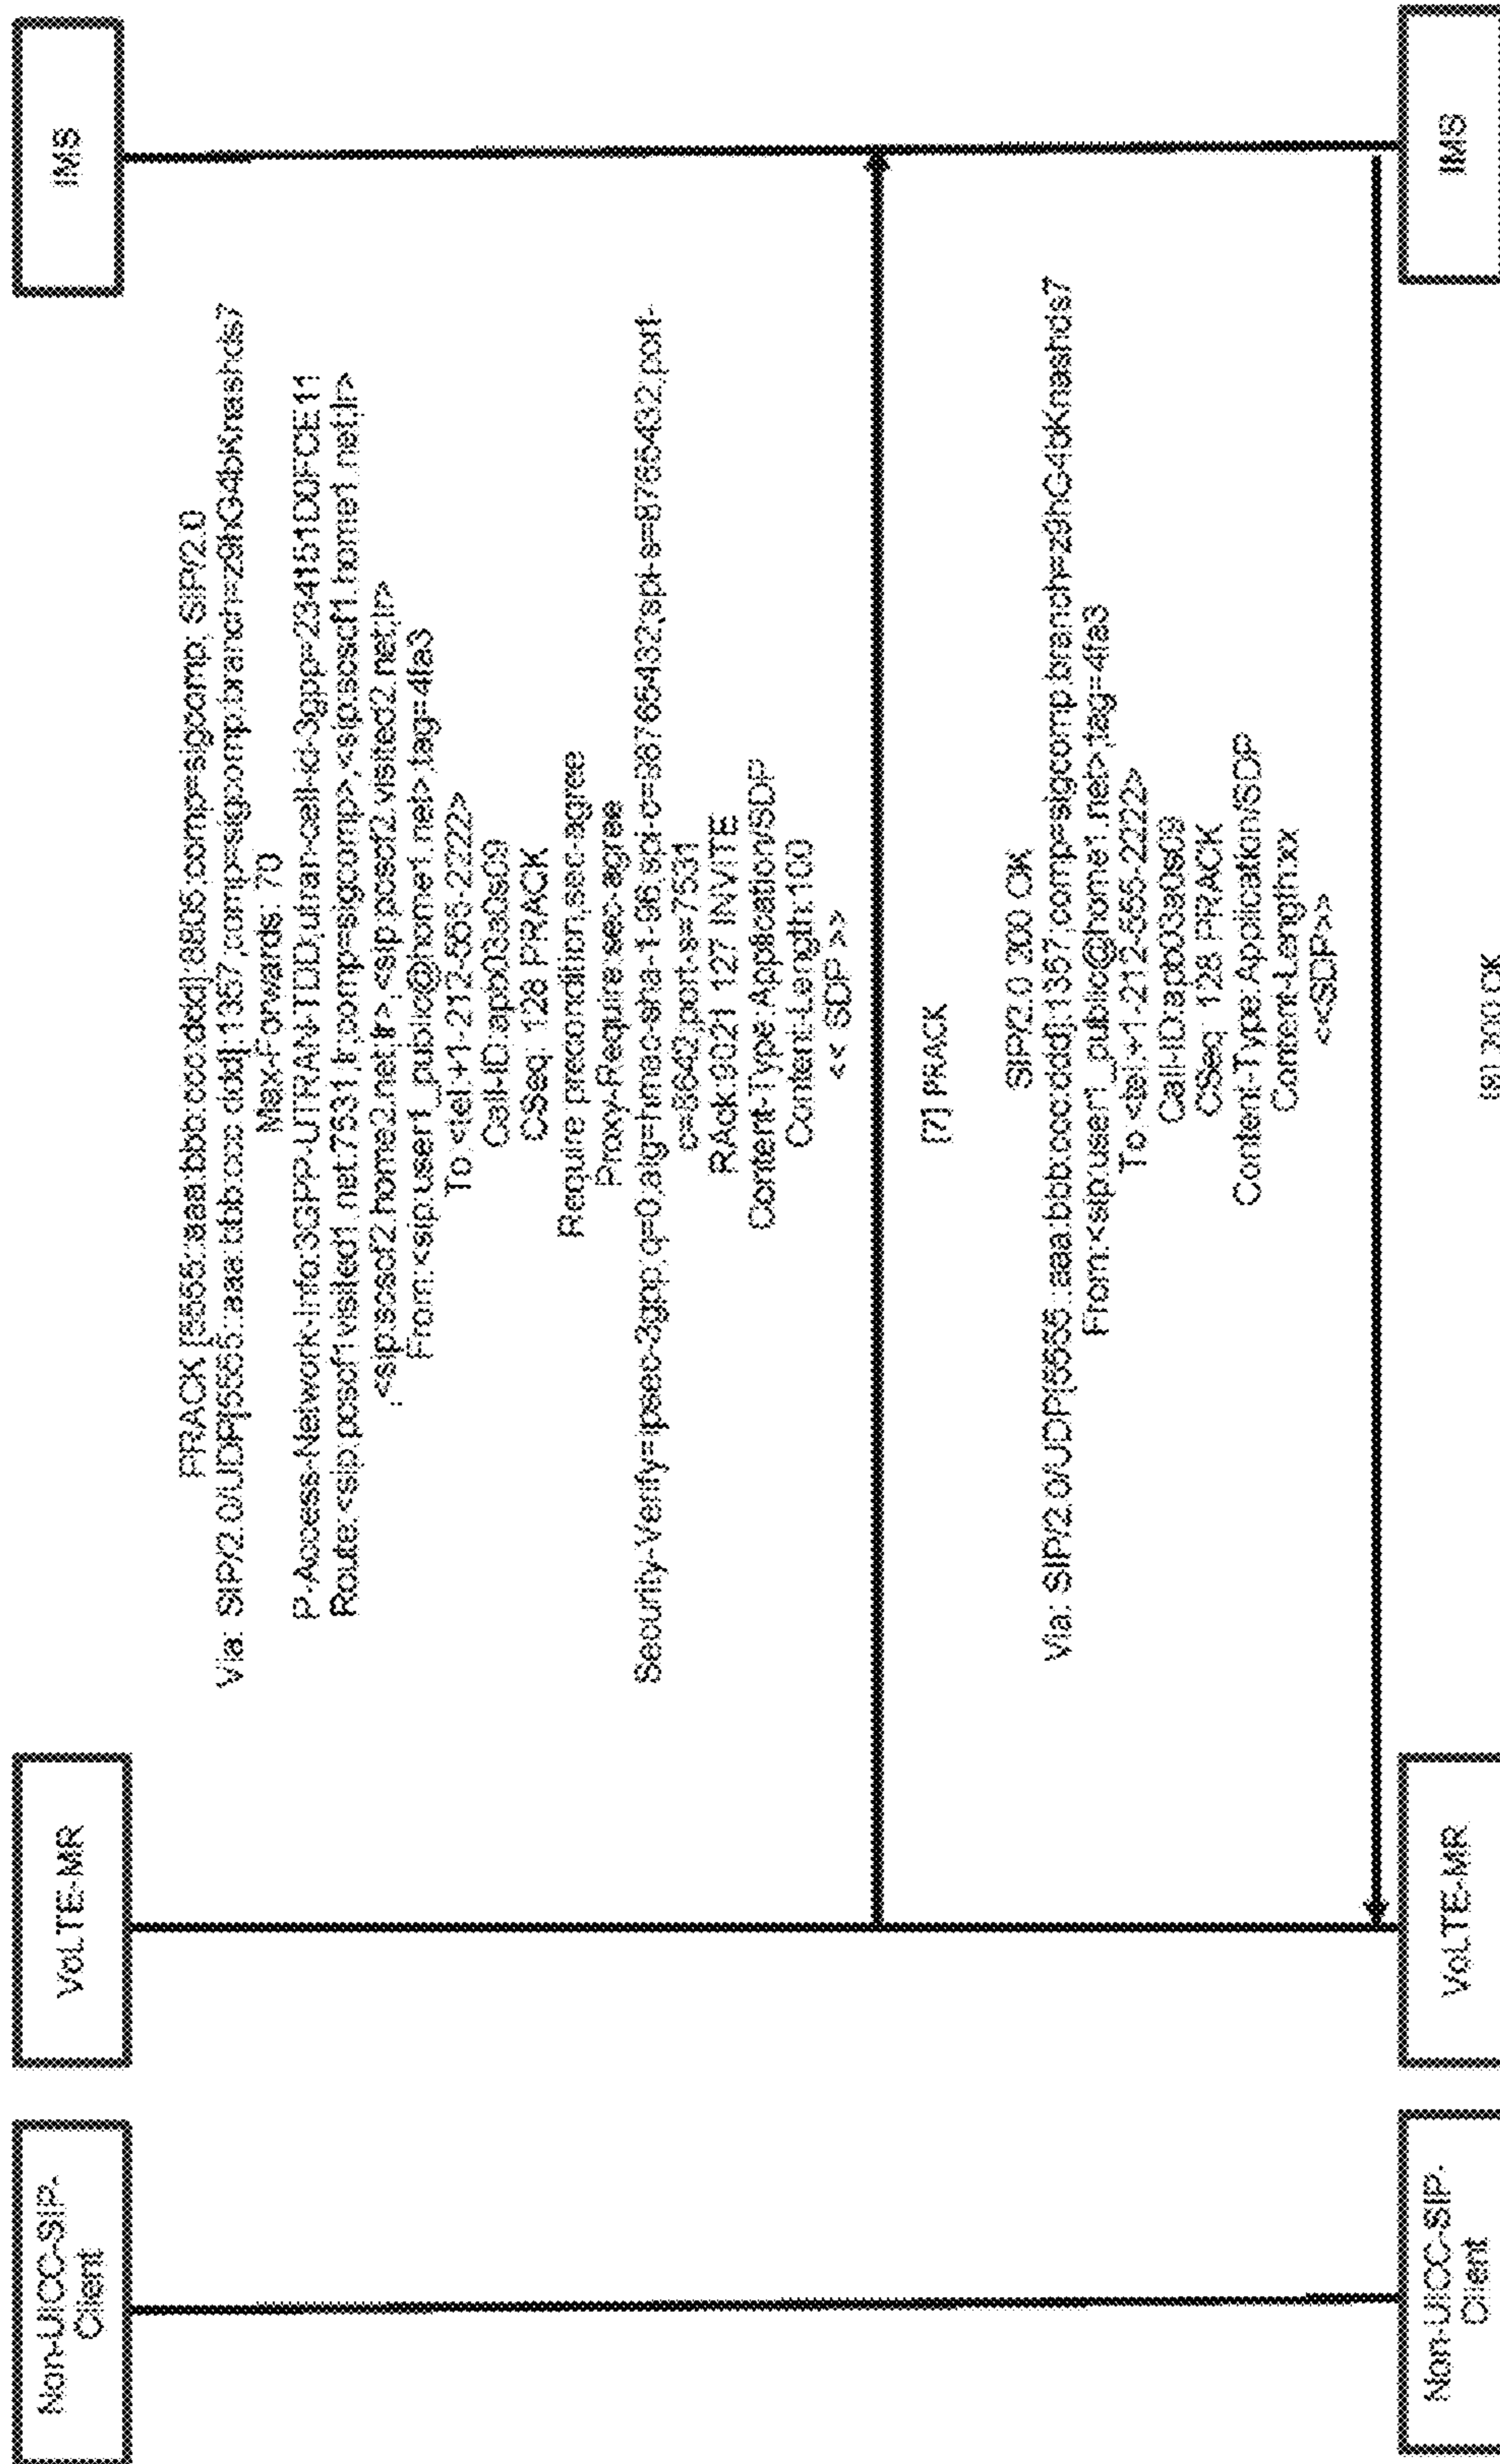 Non-UICC-SIP-
Client
VoLTE-MR
IMS
PRACK [5555::aaa:bbb:ccc:ddd]:8805;comp=sigcomp; SIP/2.0
Via: SIP/2.0/UDP[5555::aaa:bbb:ccc:ddd]:1357;comp=sigcomp;branch=z9hG4bKnashds7
Max-Forwards: 70
P-Access-Network-Info:3GPP-UTRAN-TDD;utran-cell-id-3gpp=234151D0FCE11
Route:<sip:pcscf1.visited1.net:7531;lr;comp=sigcomp>,<sip:scscf1.home1.net;lr>
,<sip:scscf2.home2.net;lr>,<sip:pcscf2.visited2.net;lr>
From:<sip:user1_public@home1.net>;tag=4fa3
To:<tel:+1-212-555-2222>
Call-ID:apb03a0s09
CSeq: 128 PRACK
Require:precondition,sec-agree
Proxy-Require:sec-agree
Security-Verify=ipsec-3gpp;q=0;alg=hmac-sha-1-96;spi-c=98765432;spi-s=8765432;port-
c=8642;port-s=7531
RAck:9021 127 INVITE
Content-Type:Application/SDP
Content-Length:100
<< SDP >>
[7] PRACK
SIP/2.0 200 OK
Via: SIP/2.0/UDP[5555::aaa:bbb:ccc:ddd]:1357;comp=sigcomp;branch=z9hG4bKnashds7
From:<sip:user1_public@home1.net>;tag=4fa3
To:<tel:+1-212-555-2222>
Call-ID:apb03a0s09
CSeq: 128 PRACK
Content-Type:Application/SDP
Content-Length:xx
<<SDP>>
[8] 200 OK
Non-UICC-SIP-
Client
VoLTE-MR
IMS